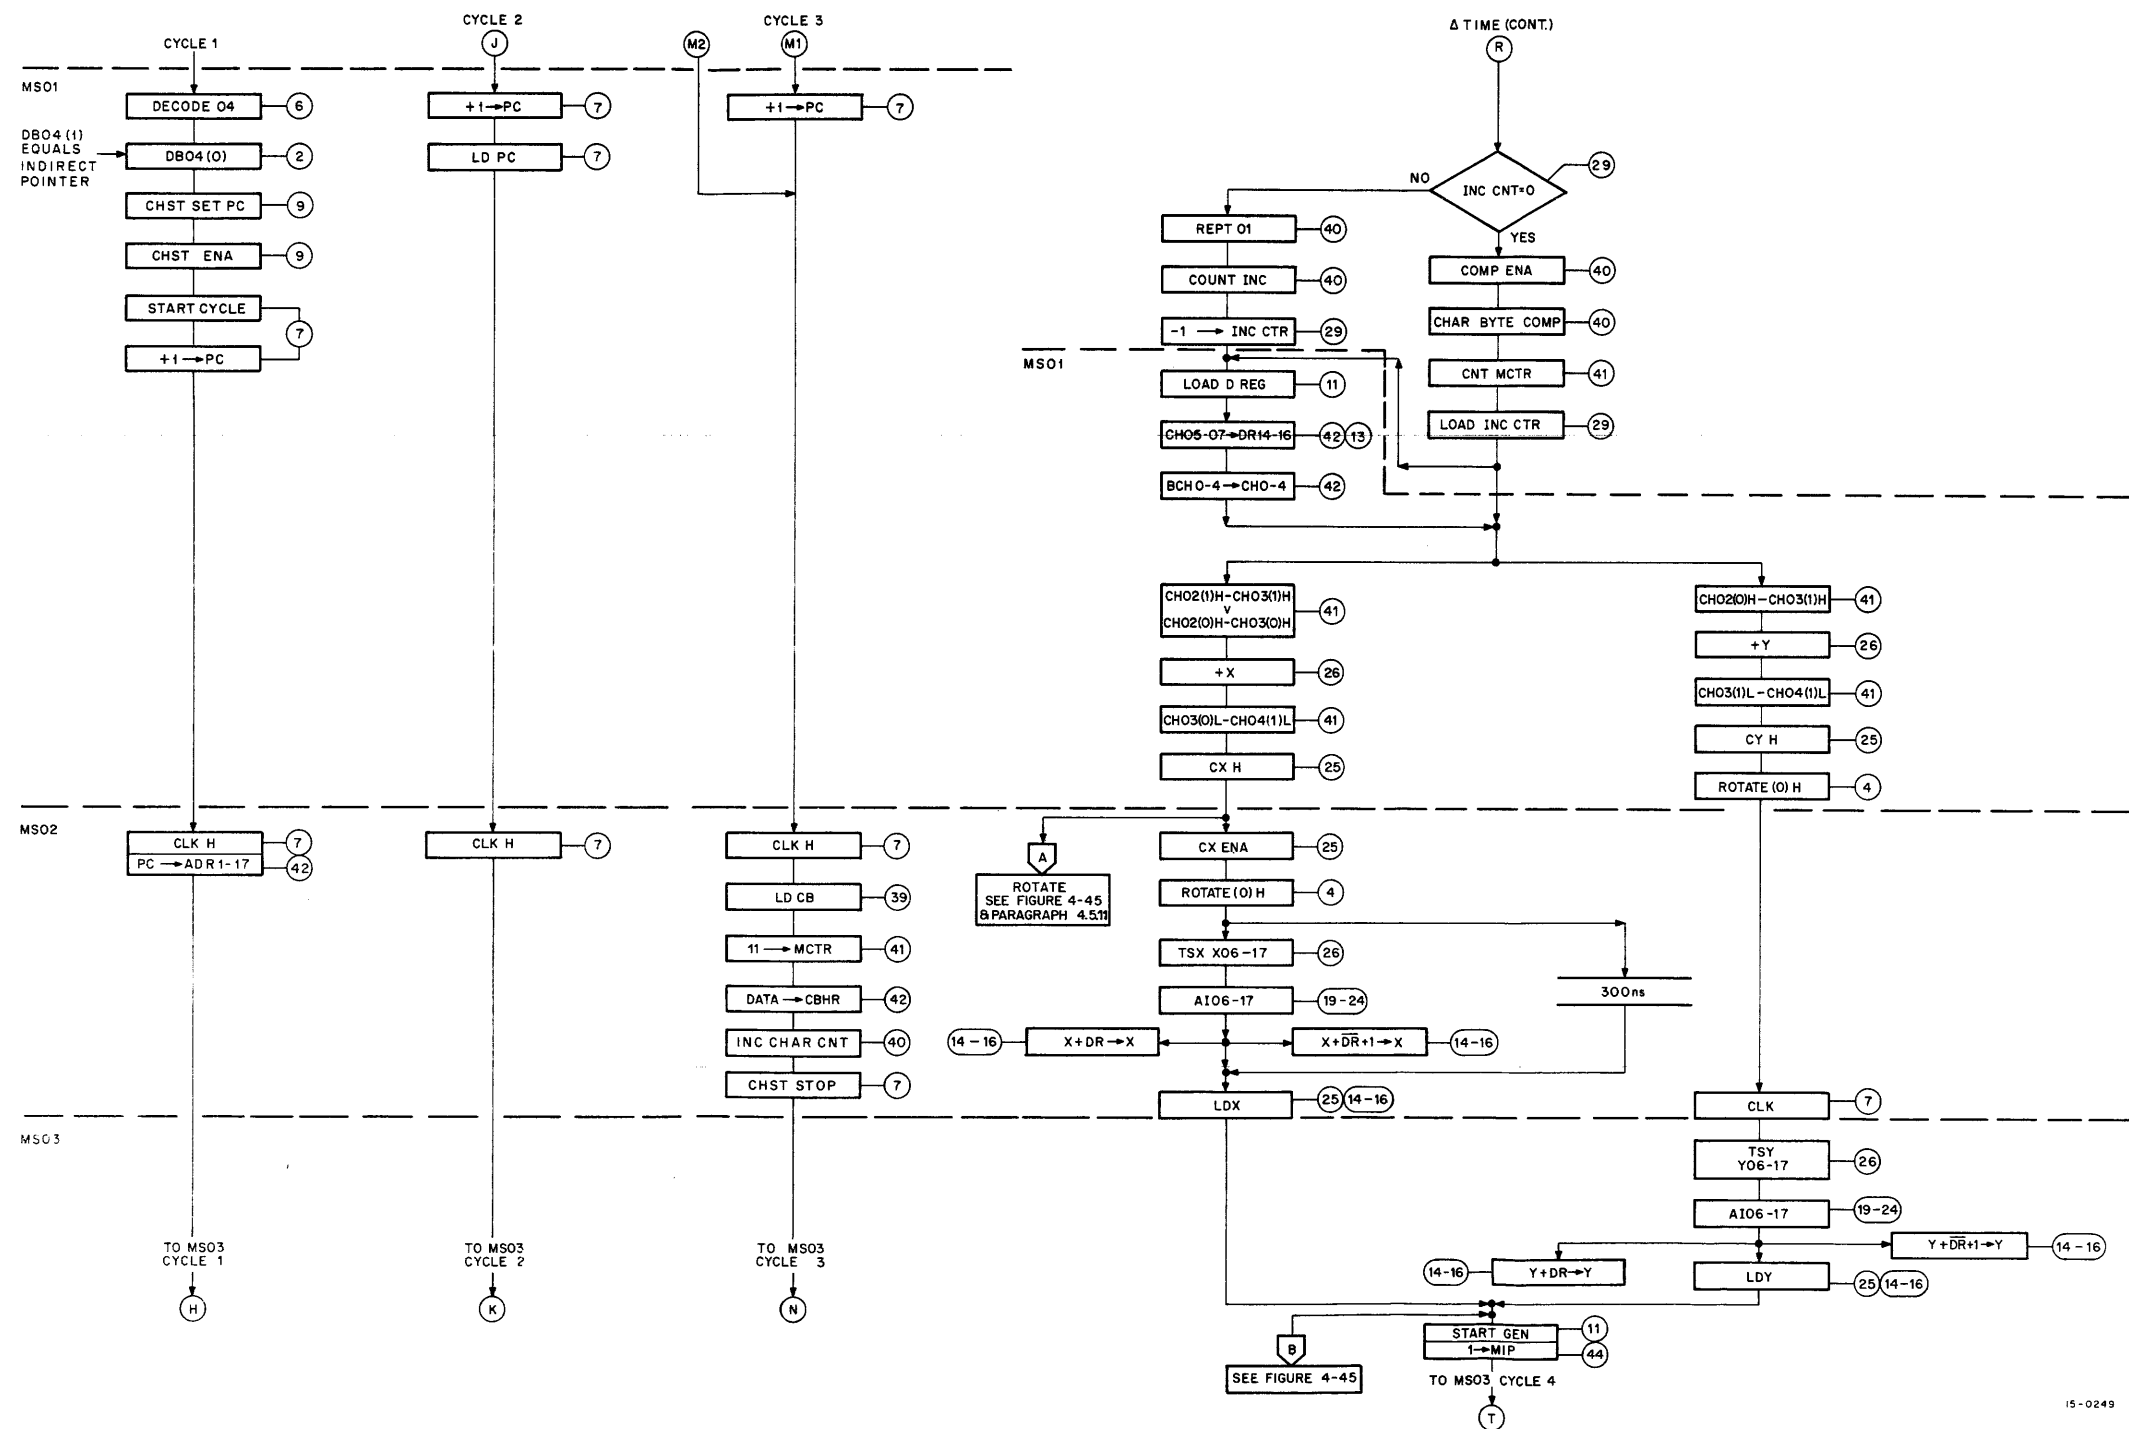 CYCLE 1
CYCLE 2
J
M2
CYCLE 3
M1
Δ TIME (CONT.)
R
MS01
DECODE 04
6
DB04 (1)
EQUALS
INDIRECT
POINTER
DB04(0)
2
CHST SET PC
9
CHST ENA
9
START CYCLE
7
+1→PC
+1→PC
7
LD PC
7
+1→PC
7
INC CNT=0
29
NO
YES
REPT 01
40
COUNT INC
40
-1 → INC CTR
29
COMP ENA
40
CHAR BYTE COMP
40
CNT MCTR
41
LOAD INC CTR
29
MS01
LOAD D REG
11
CH05-07→DR14-16
42
13
BCH0-4→CH0-4
42
CH02(1)H-CH03(1)H
V
CH02(0)H-CH03(0)H
41
+X
26
CH03(0)L-CH04(1)L
41
CX H
25
CH02(0)H-CH03(1)H
41
+Y
26
CH03(1)L-CH04(1)L
41
CY H
25
ROTATE (0) H
4
MS02
CLK H
7
PC → ADR 1-17
42
CLK H
7
CLK H
7
LD CB
39
11 → MCTR
41
DATA → CBHR
42
INC CHAR CNT
40
CHST STOP
7
A
ROTATE
SEE FIGURE 4-45
& PARAGRAPH 4.5.11
CX ENA
25
ROTATE (0) H
4
TSX X06-17
26
AI06-17
19-24
300ns
14-16
X+DR→X
X+D̅R̅+1→X
14-16
LDX
25
14-16
CLK
7
MS03
TSY
Y06-17
26
AI06-17
19-24
Y+D̅R̅+1→Y
14-16
14-16
Y+DR→Y
LDY
25
14-16
TO MS03
CYCLE 1
H
TO MS03
CYCLE 2
K
TO MS03
CYCLE 3
N
B
SEE FIGURE 4-45
START GEN
11
1→MIP
44
TO MS03 CYCLE 4
T
15-0249